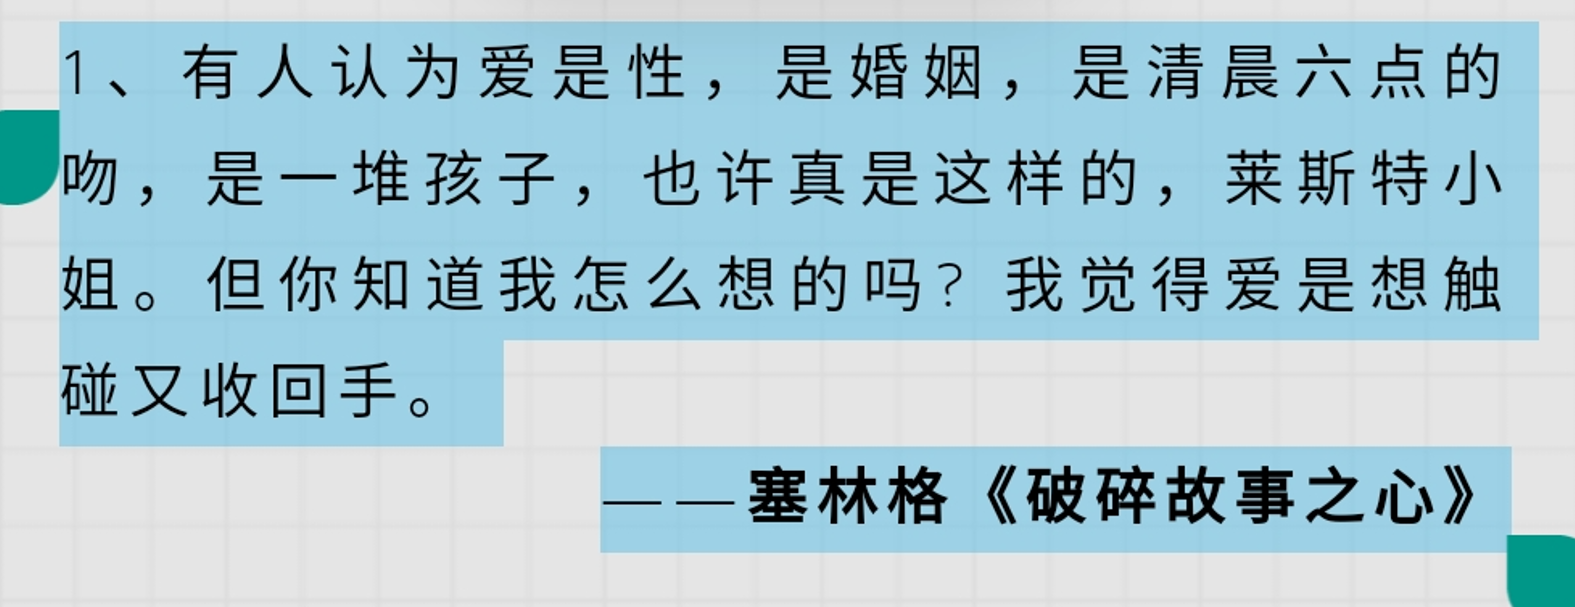 1、有人认为爱是性，是婚姻，是清晨六点的
吻，是一堆孩子，也许真是这样的，莱斯特小
姐。但你知道我怎么想的吗？我觉得爱是想触
碰又收回手。
——塞林格《破碎故事之心》